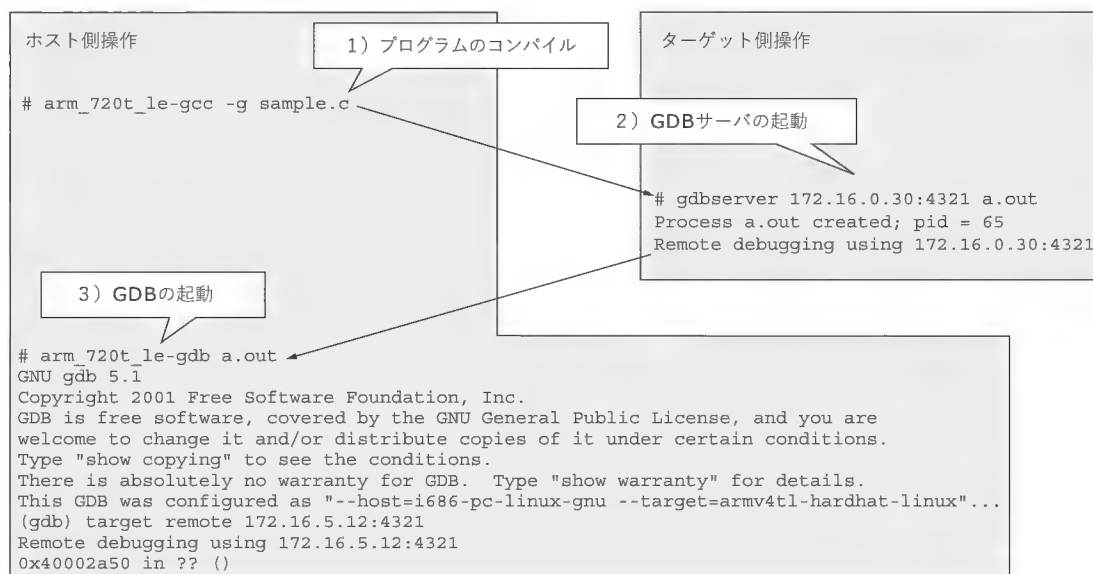 ホスト側操作
1）プログラムのコンパイル
# arm_720t_le-gcc -g sample.c
ターゲット側操作
2）GDBサーバの起動
# gdbserver 172.16.0.30:4321 a.out
Process a.out created; pid = 65
Remote debugging using 172.16.0.30:4321
3）GDBの起動
# arm_720t_le-gdb a.out
GNU gdb 5.1
Copyright 2001 Free Software Foundation, Inc.
GDB is free software, covered by the GNU General Public License, and you are
welcome to change it and/or distribute copies of it under certain conditions.
Type "show copying" to see the conditions.
There is absolutely no warranty for GDB.  Type "show warranty" for details.
This GDB was configured as "--host=i686-pc-linux-gnu --target=armv4tl-hardhat-linux"...
(gdb) target remote 172.16.5.12:4321
Remote debugging using 172.16.5.12:4321
0x40002a50 in ?? ()